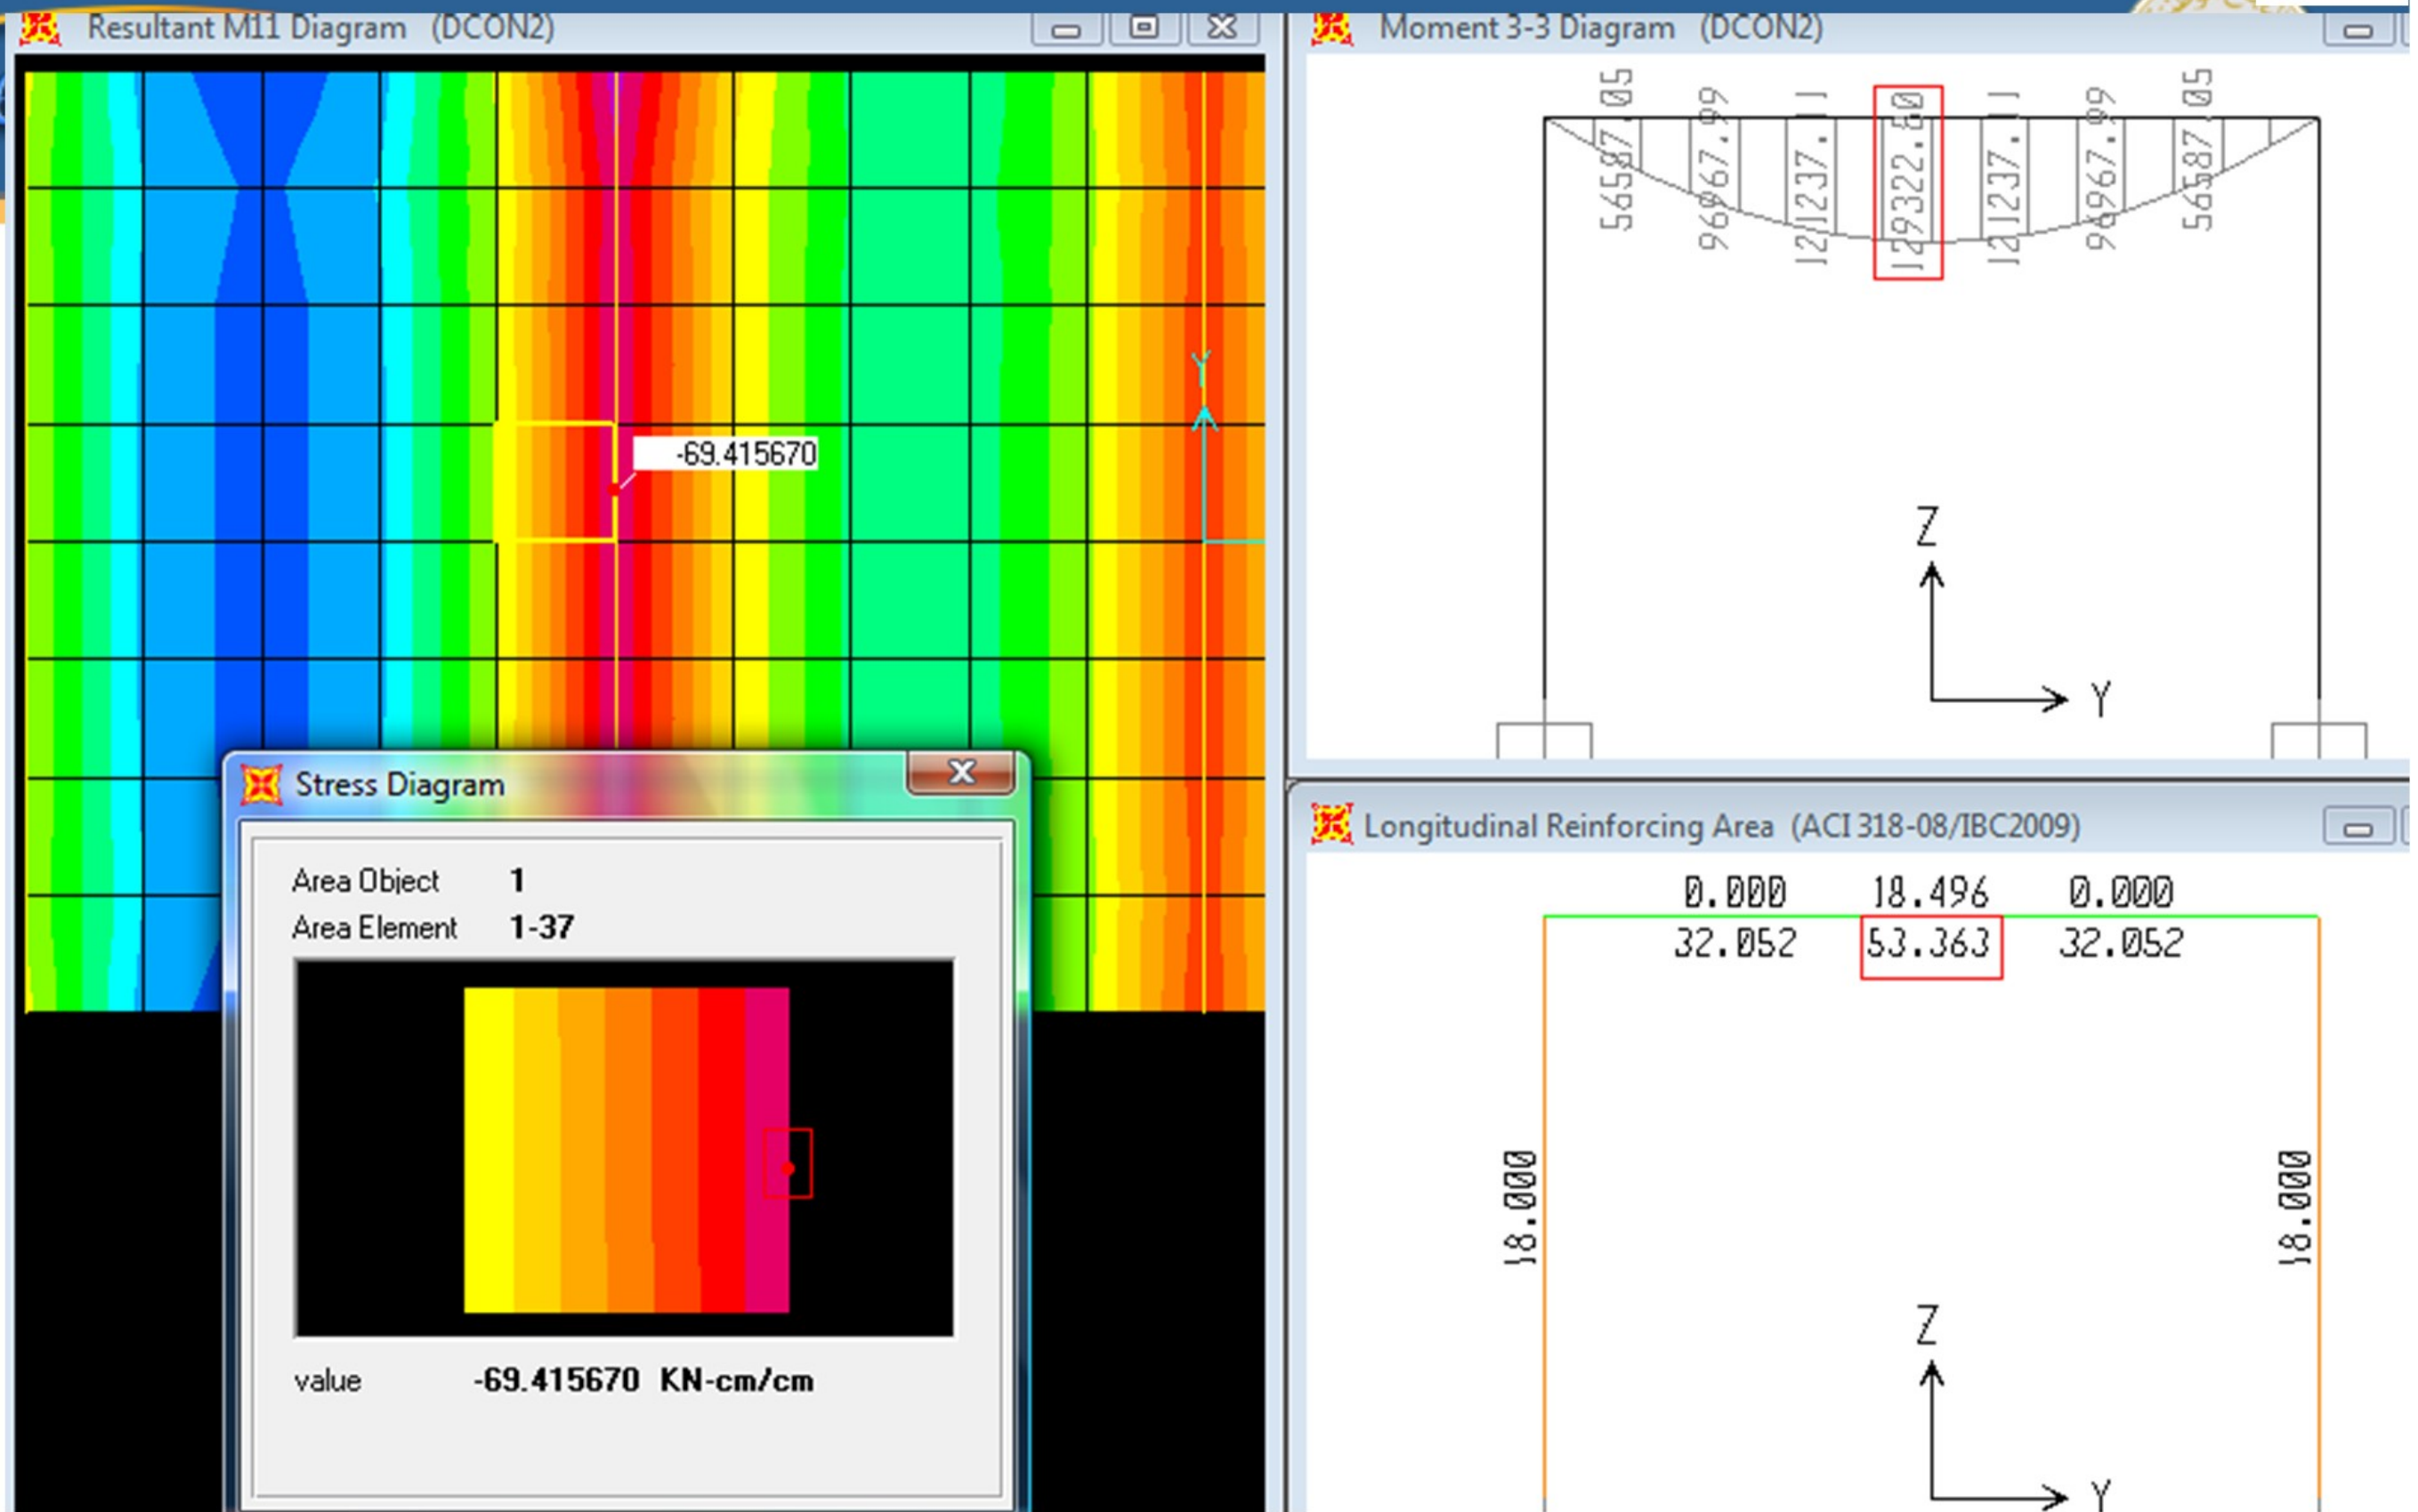 Resultant M11 Diagram (DCON2)
-69.415670
Y
Stress Diagram
Area Object 1
Area Element 1-37
value -69.415670 KN-cm/cm
Moment 3-3 Diagram (DCON2)
56587.05
96967.99
121237.11
129322.60
121237.11
96967.99
56587.05
Z
Y
Longitudinal Reinforcing Area (ACI 318-08/IBC2009)
0.000 18.496 0.000
32.052 53.363 32.052
18.000
18.000
Z
Y